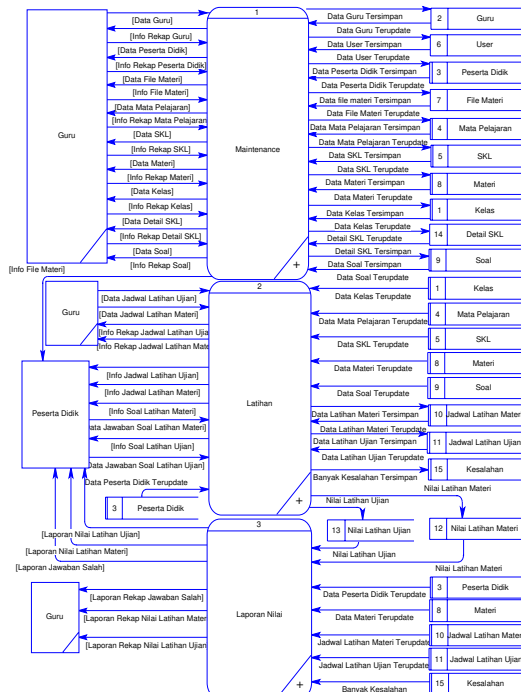 1
Guru
Maintenance
[Data Guru]
[Info Rekap Guru]
[Data Peserta Didik]
[Info Rekap Peserta Didik]
[Data File Materi]
[Info File Materi]
[Data Mata Pelajaran]
[Info Rekap Mata Pelajaran]
[Data SKL]
[Info Rekap SKL]
[Data Materi]
[Info Rekap Materi]
[Data Kelas]
[Info Rekap Kelas]
[Data Detail SKL]
[Info Rekap Detail SKL]
[Data Soal]
[Info Rekap Soal]
[Info File Materi]
+
Data Guru Tersimpan
Data Guru Terupdate
Data User Tersimpan
Data User Terupdate
Data Peserta Didik Tersimpan
Data Peserta Didik Terupdate
Data file materi Tersimpan
Data File Materi Terupdate
Data Mata Pelajaran Tersimpan
Data Mata Pelajaran Terupdate
Data SKL Tersimpan
Data SKL Terupdate
Data Materi Tersimpan
Data Materi Terupdate
Data Kelas Tersimpan
Data Kelas Terupdate
Detail SKL Terupdate
Detail SKL Tersimpan
Data Soal Tersimpan
Data Soal Terupdate
2 Guru
6 User
3 Peserta Didik
7 File Materi
4 Mata Pelajaran
5 SKL
8 Materi
1 Kelas
14 Detail SKL
9 Soal
2
Latihan
+
Guru
[Data Jadwal Latihan Ujian]
[Data Jadwal Latihan Materi]
[Info Rekap Jadwal Latihan Ujia
[Info Rekap Jadwal Latihan Mate
Peserta Didik
[Info Jadwal Latihan Ujian]
[Info Jadwal Latihan Materi]
[Info Soal Latihan Materi]
Data Jawaban Soal Latihan Materi]
[Info Soal Latihan Ujian]
Data Jawaban Soal Latihan Ujian]
Data Peserta Didik Terupdate
3 Peserta Didik
Data Kelas Terupdate
Data Mata Pelajaran Terupdate
Data SKL Terupdate
Data Materi Terupdate
Data Soal Terupdate
Data Latihan Materi Tersimpan
Data Latihan Materi Terupdate
Data Latihan Ujian Tersimpan
Data Latihan Ujian Terupdate
Banyak Kesalahan Tersimpan
1 Kelas
4 Mata Pelajaran
5 SKL
8 Materi
9 Soal
10 Jadwal Latihan Mater
11 Jadwal Latihan Ujian
15 Kesalahan
Nilai Latihan Materi
Nilai Latihan Ujian
13 Nilai Latihan Ujian
12 Nilai Latihan Materi
Nilai Latihan Ujian
Nilai Latihan Materi
3
Laporan Nilai
+
[Laporan Nilai Latihan Ujian]
[Laporan Nilai Latihan Materi]
[Laporan Jawaban Salah]
Guru
[Laporan Rekap Jawaban Salah]
[Laporan Rekap Nilai Latihan Materi]
[Laporan Rekap Nilai Latihan Ujian]
Data Peserta Didik Terupdate
Data Materi Terupdate
Jadwal Latihan Materi Terupdate
Jadwal Latihan Ujian Terupdate
Banyak Kesalahan
3 Peserta Didik
8 Materi
10 Jadwal Latihan Mater
11 Jadwal Latihan Ujian
15 Kesalahan